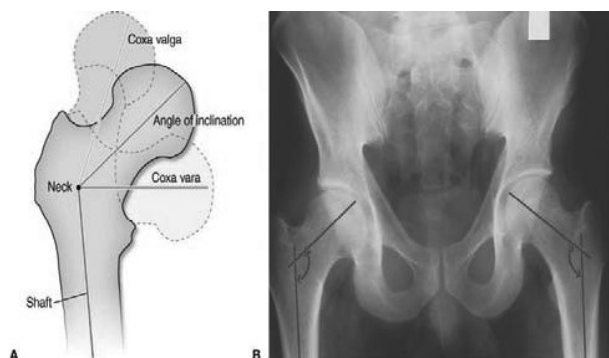 Coxa valga
Angle of inclination
Coxa vara
Neck
Shaft
A
B